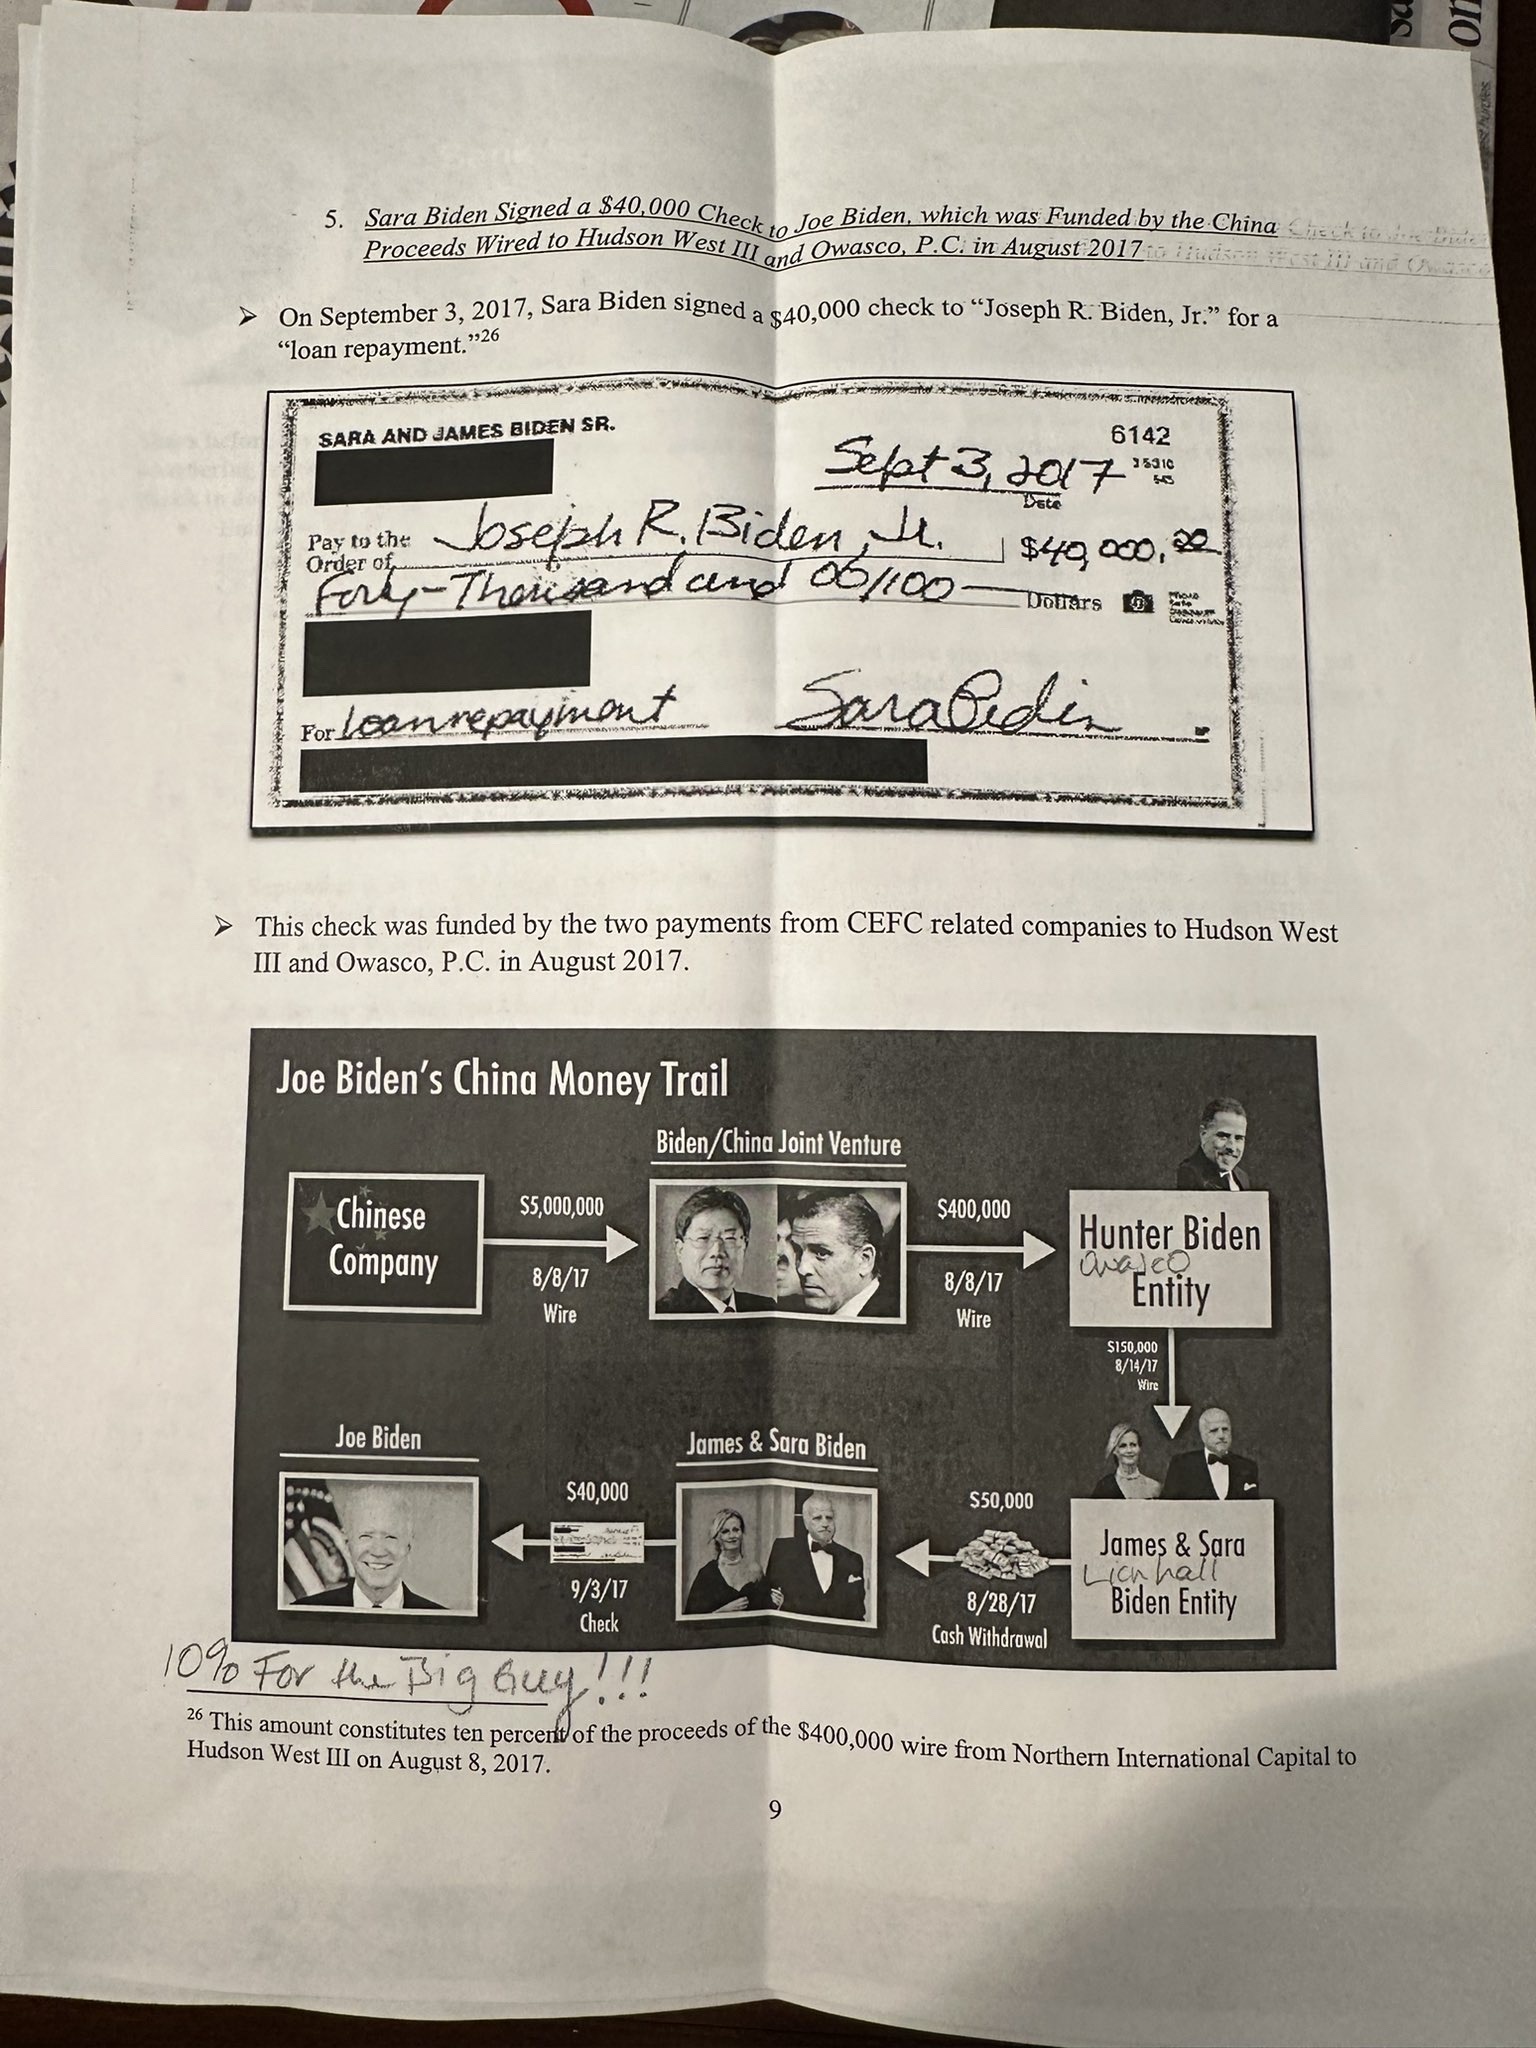 5. Sara Biden Signed a $40,000 Check to Joe Biden, which was Funded by the China
Proceeds Wired to Hudson West III and Owasco, P.C. in August 2017
➢ On September 3, 2017, Sara Biden signed a $40,000 check to “Joseph R. Biden, Jr.” for a
“loan repayment.”26
SARA AND JAMES BIDEN SR.
6142
Sept 3, 2017
Date
Pay to the
Order of
Joseph R. Biden, Jr.
$40,000.00
Forty-Thousand and 00/100
Dollars
For loan repayment
Sara Biden
➢ This check was funded by the two payments from CEFC related companies to Hudson West
III and Owasco, P.C. in August 2017.
Joe Biden’s China Money Trail
Biden/China Joint Venture
Chinese
Company
$5,000,000
8/8/17
Wire
$400,000
8/8/17
Wire
Hunter Biden
Owasco
Entity
$150,000
8/14/17
Wire
Joe Biden
$40,000
9/3/17
Check
James & Sara Biden
$50,000
8/28/17
Cash Withdrawal
James & Sara
Lionhall
Biden Entity
10% For the Big Guy!!!
26 This amount constitutes ten percent of the proceeds of the $400,000 wire from Northern International Capital to
Hudson West III on August 8, 2017.
9